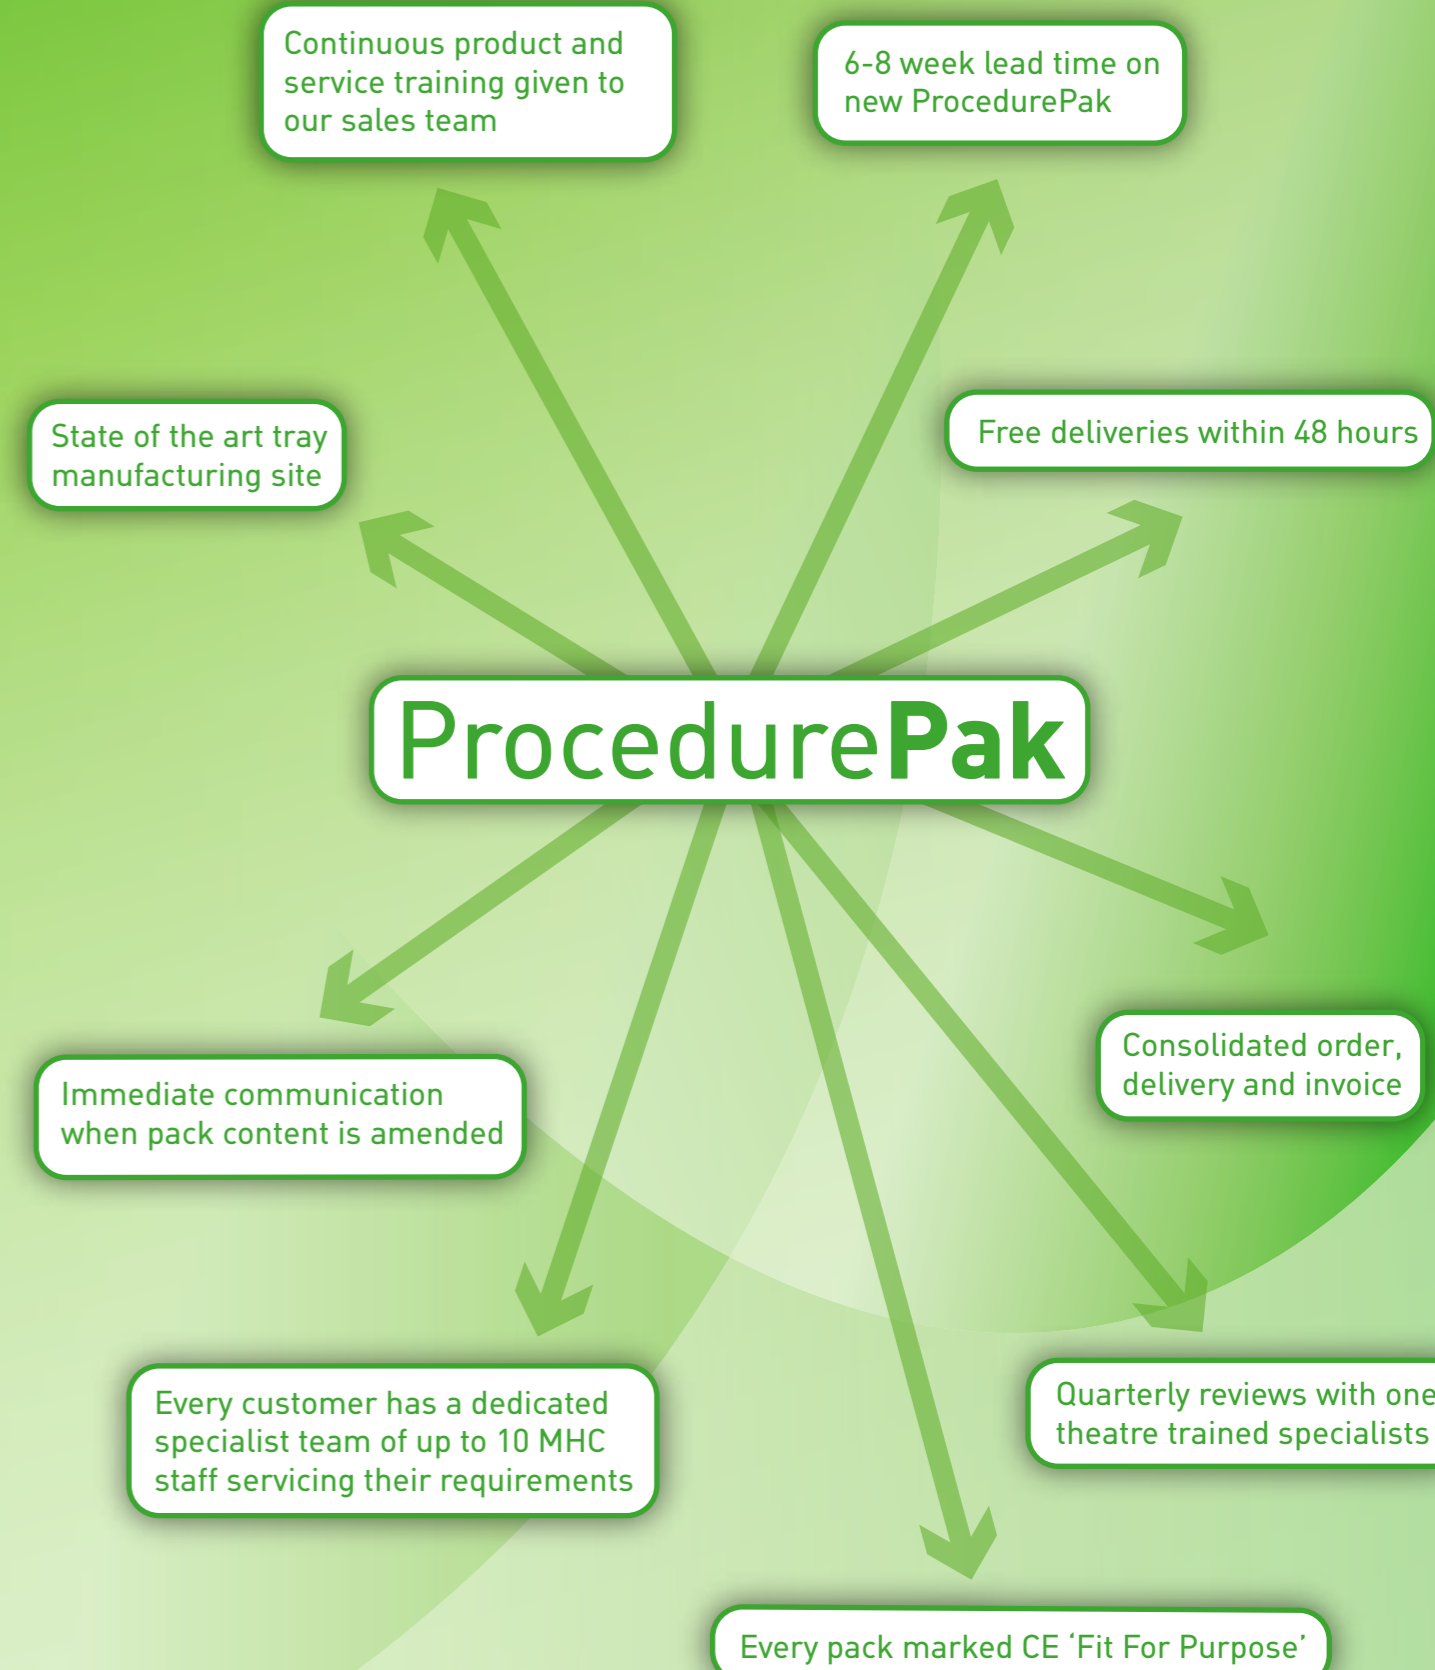 Continuous product and
service training given to
our sales team
6-8 week lead time on
new ProcedurePak
State of the art tray
manufacturing site
Free deliveries within 48 hours
ProcedurePak
Immediate communication
when pack content is amended
Consolidated order,
delivery and invoice
Every customer has a dedicated
specialist team of up to 10 MHC
staff servicing their requirements
Quarterly reviews with one
theatre trained specialists
Every pack marked CE ‘Fit For Purpose’